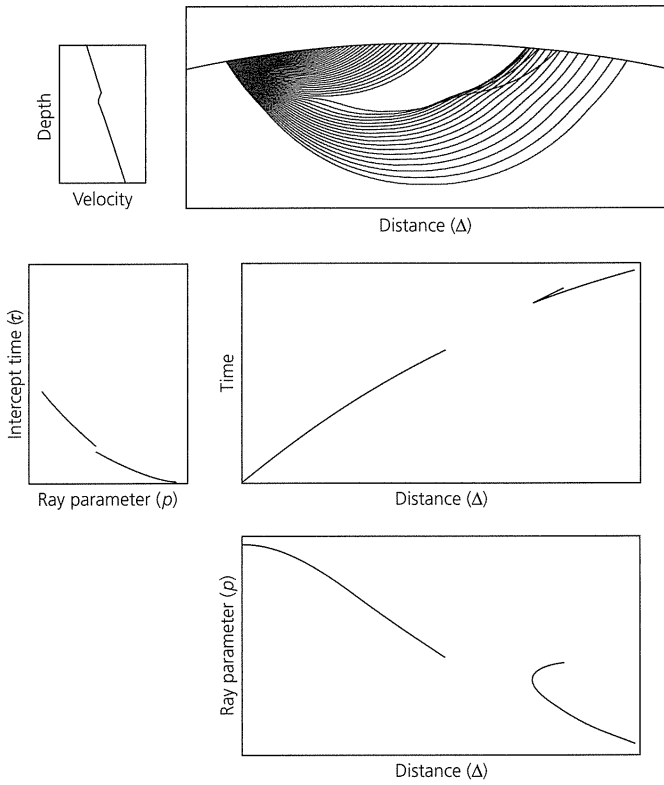 Depth
Velocity
Distance (Δ)
Intercept time (τ)
Ray parameter (p)
Time
Distance (Δ)
Ray parameter (p)
Distance (Δ)